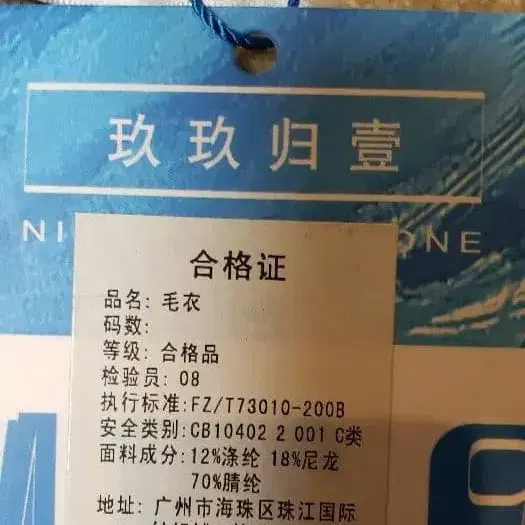 玖玖归壹
NI ONE
合格证
品名: 毛衣
码数:
等级: 合格品
检验员: 08
执行标准:FZ/T73010-200B
安全类别:CB10402 2 001 C类
面料成分:12%涤纶 18%尼龙
70%腈纶
地址: 广州市海珠区珠江国际